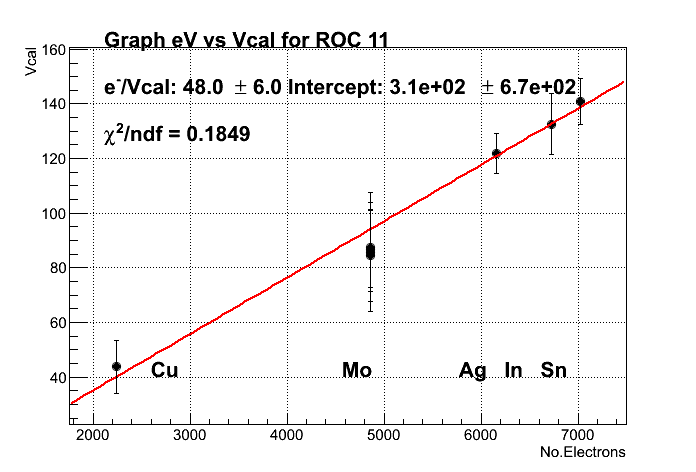 Graph eV vs Vcal for ROC 11
Vcal
e⁻/Vcal: 48.0 ± 6.0 Intercept: 3.1e+02 ± 6.7e+02
χ²/ndf = 0.1849
160
140
120
100
80
60
40
Cu Mo Ag In Sn
2000 3000 4000 5000 6000 7000
No.Electrons